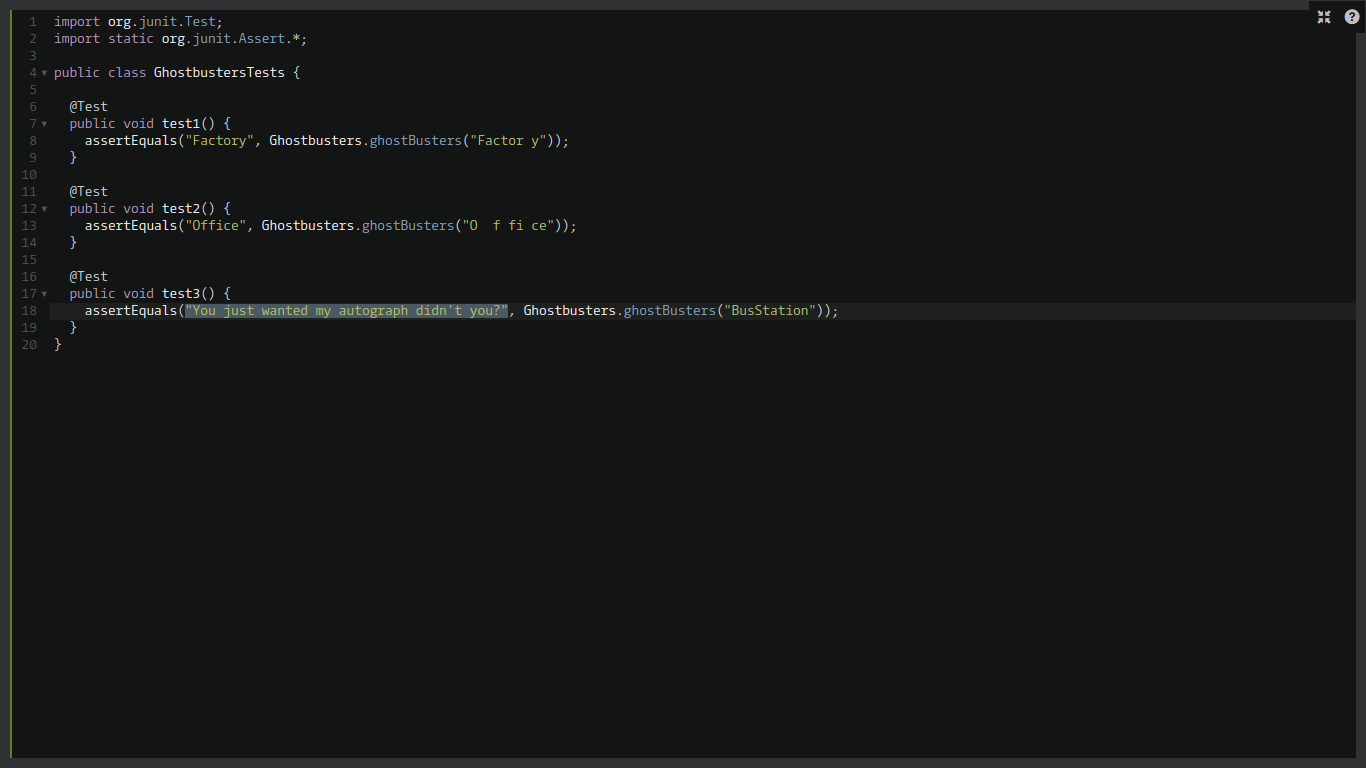 1 import org.junit.Test;
2 import static org.junit.Assert.*;
3
4 public class GhostbustersTests {
5
6   @Test
7   public void test1() {
8     assertEquals("Factory", Ghostbusters.ghostBusters("Factor y"));
9   }
10
11   @Test
12   public void test2() {
13     assertEquals("Office", Ghostbusters.ghostBusters("O  f fi ce"));
14   }
15
16   @Test
17   public void test3() {
18     assertEquals("You just wanted my autograph didn't you?", Ghostbusters.ghostBusters("BusStation"));
19   }
20 }